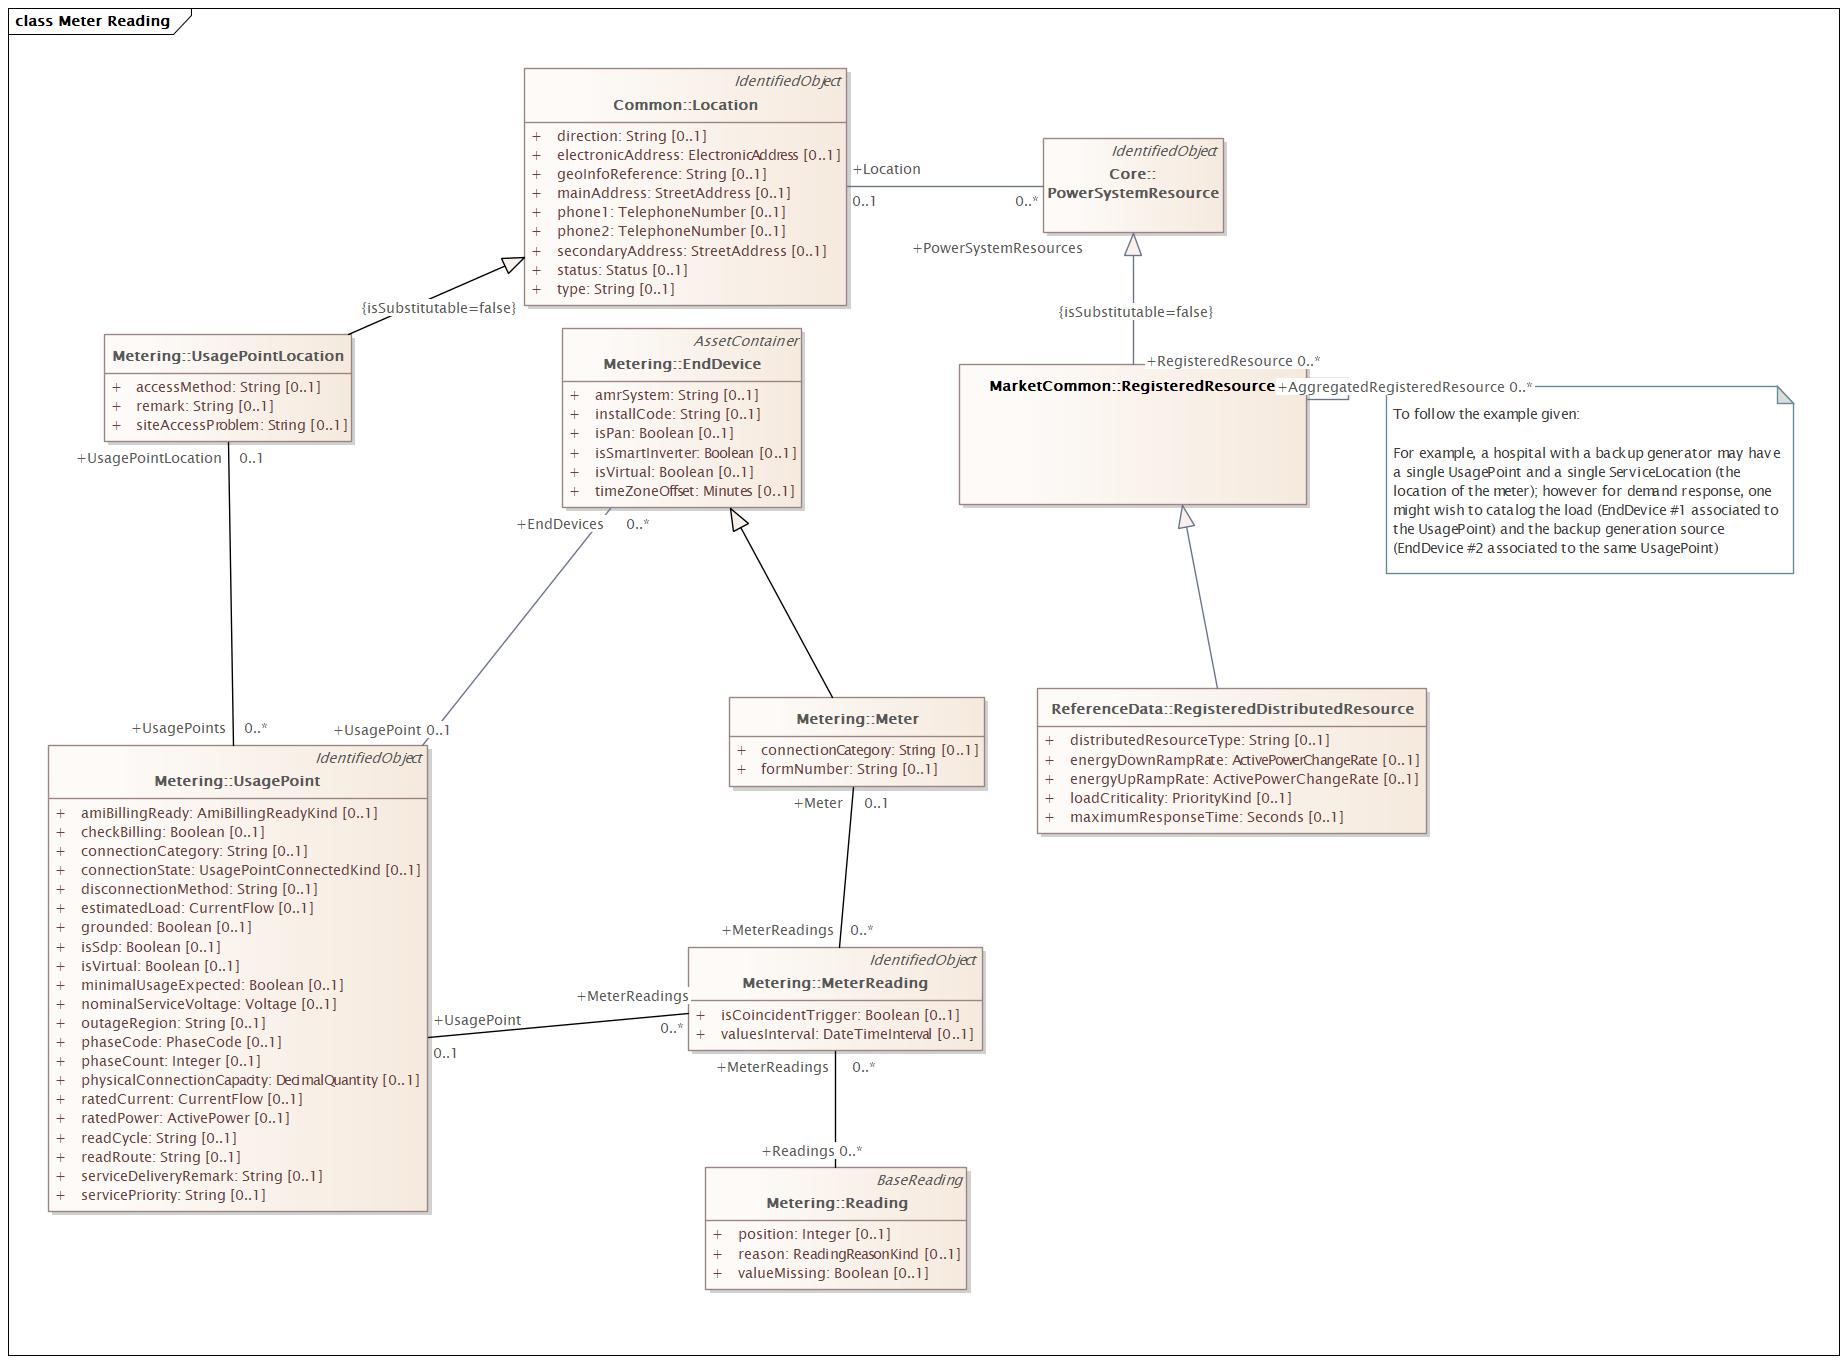 class Meter Reading
IdentifiedObject
Common::Location
+ direction: String [0..1]
+ electronicAddress: ElectronicAddress [0..1]
+ geoInfoReference: String [0..1]
+ mainAddress: StreetAddress [0..1]
+ phone1: TelephoneNumber [0..1]
+ phone2: TelephoneNumber [0..1]
+ secondaryAddress: StreetAddress [0..1]
+ status: Status [0..1]
+ type: String [0..1]
+Location
0..1
0..*
+PowerSystemResources
IdentifiedObject
Core::
PowerSystemResource
{isSubstitutable=false}
{isSubstitutable=false}
Metering::UsagePointLocation
+ accessMethod: String [0..1]
+ remark: String [0..1]
+ siteAccessProblem: String [0..1]
+UsagePointLocation 0..1
AssetContainer
Metering::EndDevice
+ amrSystem: String [0..1]
+ installCode: String [0..1]
+ isPan: Boolean [0..1]
+ isSmartInverter: Boolean [0..1]
+ isVirtual: Boolean [0..1]
+ timeZoneOffset: Minutes [0..1]
+EndDevices 0..*
+RegisteredResource 0..*
MarketCommon::RegisteredResource
+AggregatedRegisteredResource 0..*
To follow the example given:
For example, a hospital with a backup generator may have
a single UsagePoint and a single ServiceLocation (the
location of the meter); however for demand response, one
might wish to catalog the load (EndDevice #1 associated to
the UsagePoint) and the backup generation source
(EndDevice #2 associated to the same UsagePoint)
+UsagePoints 0..*
+UsagePoint 0..1
IdentifiedObject
Metering::UsagePoint
+ amiBillingReady: AmiBillingReadyKind [0..1]
+ checkBilling: Boolean [0..1]
+ connectionCategory: String [0..1]
+ connectionState: UsagePointConnectedKind [0..1]
+ disconnectionMethod: String [0..1]
+ estimatedLoad: CurrentFlow [0..1]
+ grounded: Boolean [0..1]
+ isSdp: Boolean [0..1]
+ isVirtual: Boolean [0..1]
+ minimalUsageExpected: Boolean [0..1]
+ nominalServiceVoltage: Voltage [0..1]
+ outageRegion: String [0..1]
+ phaseCode: PhaseCode [0..1]
+ phaseCount: Integer [0..1]
+ physicalConnectionCapacity: DecimalQuantity [0..1]
+ ratedCurrent: CurrentFlow [0..1]
+ ratedPower: ActivePower [0..1]
+ readCycle: String [0..1]
+ readRoute: String [0..1]
+ serviceDeliveryRemark: String [0..1]
+ servicePriority: String [0..1]
Metering::Meter
+ connectionCategory: String [0..1]
+ formNumber: String [0..1]
+Meter 0..1
ReferenceData::RegisteredDistributedResource
+ distributedResourceType: String [0..1]
+ energyDownRampRate: ActivePowerChangeRate [0..1]
+ energyUpRampRate: ActivePowerChangeRate [0..1]
+ loadCriticality: PriorityKind [0..1]
+ maximumResponseTime: Seconds [0..1]
+MeterReadings 0..*
IdentifiedObject
Metering::MeterReading
+ isCoincidentTrigger: Boolean [0..1]
+ valuesInterval: DateTimeInterval [0..1]
+MeterReadings
0..*
+UsagePoint
0..1
+MeterReadings 0..*
+Readings 0..*
BaseReading
Metering::Reading
+ position: Integer [0..1]
+ reason: ReadingReasonKind [0..1]
+ valueMissing: Boolean [0..1]